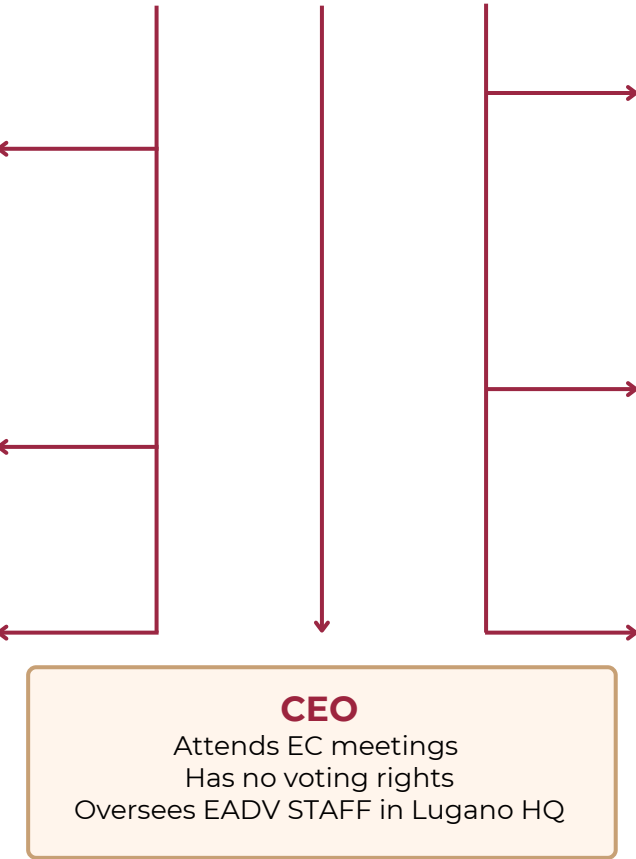 CEO
Attends EC meetings
Has no voting rights
Oversees EADV STAFF in Lugano HQ